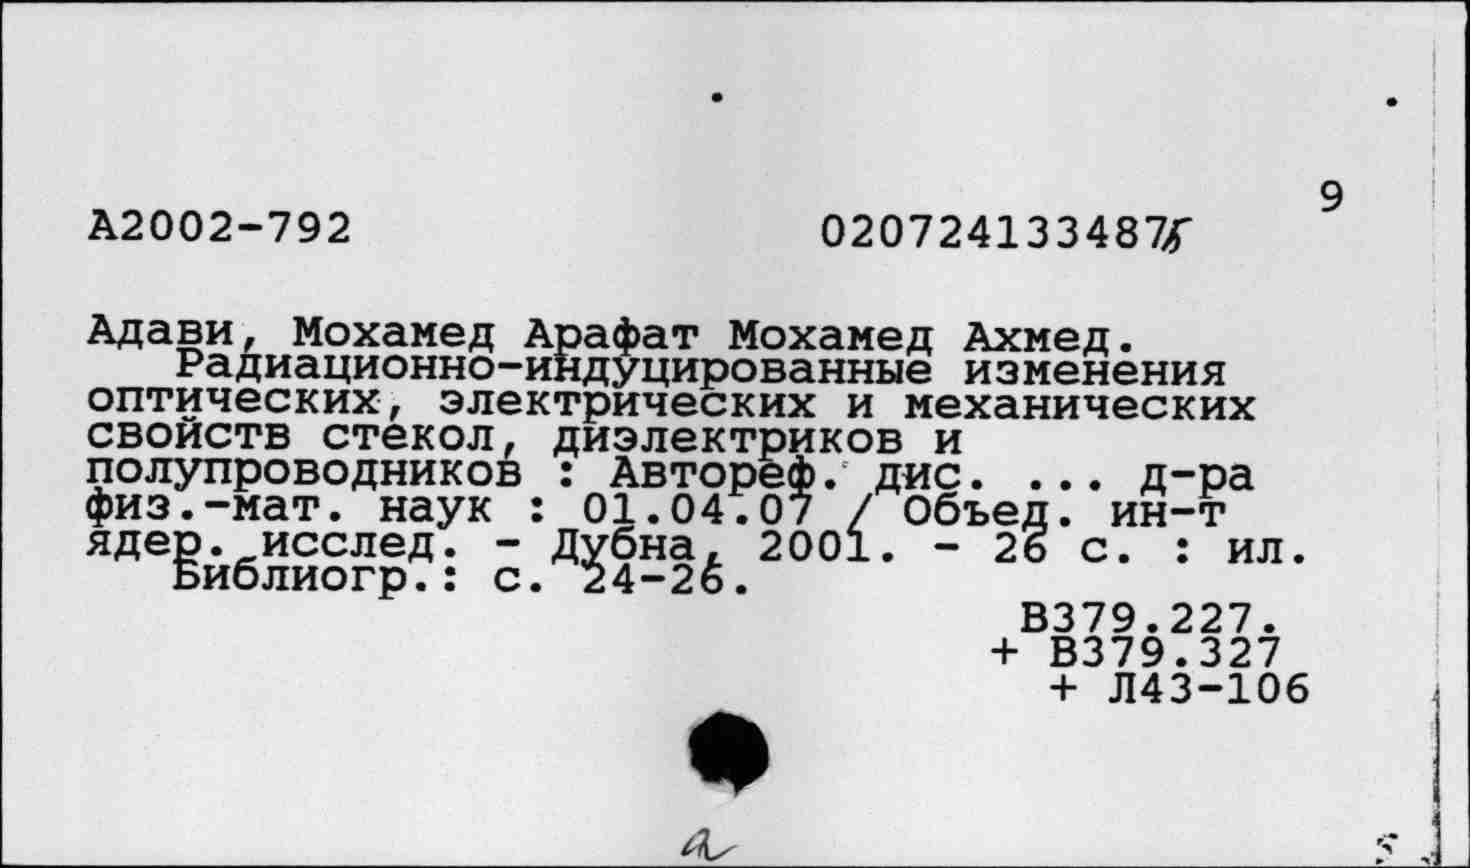 9
А2002-792 020724133487
Адави, Мохамед Арафат Мохамед Ахмед.
Радиационно-индуцированные изменения
оптических, электрических и механических
свойств стекол, диэлектриков и
полупроводников : Автореф. дис. ... д-ра
физ.-мат. наук : 01.04.07 / Объед. ин-т
ядер. исслед. - Дубна, 2001. - 26 с. : ил.
Библиогр.: с. 24-26.
В379.227.
+ В379.327
+ Л43-106